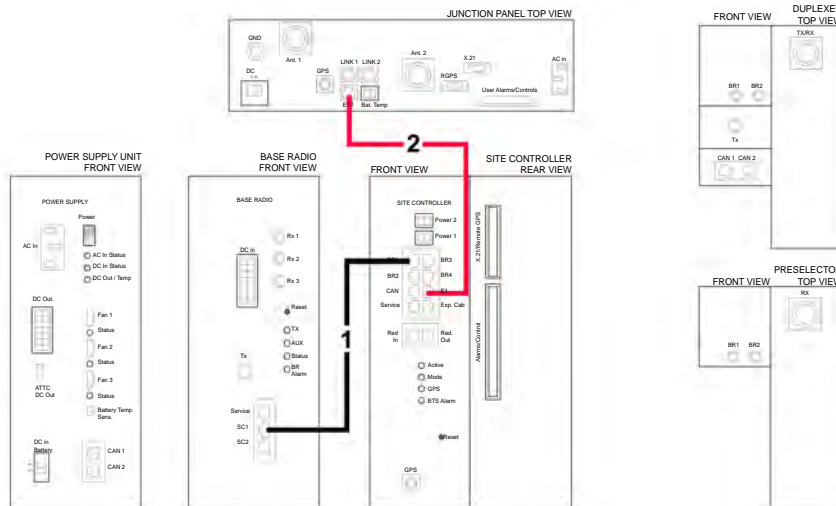 JUNCTION PANEL TOP VIEW
GND
Ant. 1
DC
GPS
LINK 1 LINK 2
Ant. 2
X.21
RGPS
AC in
User Alarms/Controls
Bat. Temp
2
POWER SUPPLY UNIT
FRONT VIEW
POWER SUPPLY
Power
AC In
AC In Status
DC In Status
DC Out / Temp
DC Out.
Fan 1
Status
Fan 2
Status
Fan 3
Status
ATTC
DC Out
Battery Temp.
Sens.
DC in
Battery
CAN 1
CAN 2
BASE RADIO
FRONT VIEW
BASE RADIO
DC in
Rx 1
Rx 2
Rx 3
Reset
TX
AUX
Status
BR
Alarm
Tx
Service
SC1
SC2
1
FRONT VIEW
SITE CONTROLLER
REAR VIEW
SITE CONTROLLER
Power 2
Power 1
BR3
BR2
BR4
CAN
E1
Service
Exp. Cab
Red
In
Red.
Out
Active
Mode
GPS
BTS Alarm
Reset
GPS
X.21/Remote GPS
Alarms/Control
FRONT VIEW
DUPLEXE
TOP VIEW
TX/RX
BR1 BR2
Tx
CAN 1 CAN 2
FRONT VIEW
PRESELECTO
TOP VIEW
RX
BR1 BR2